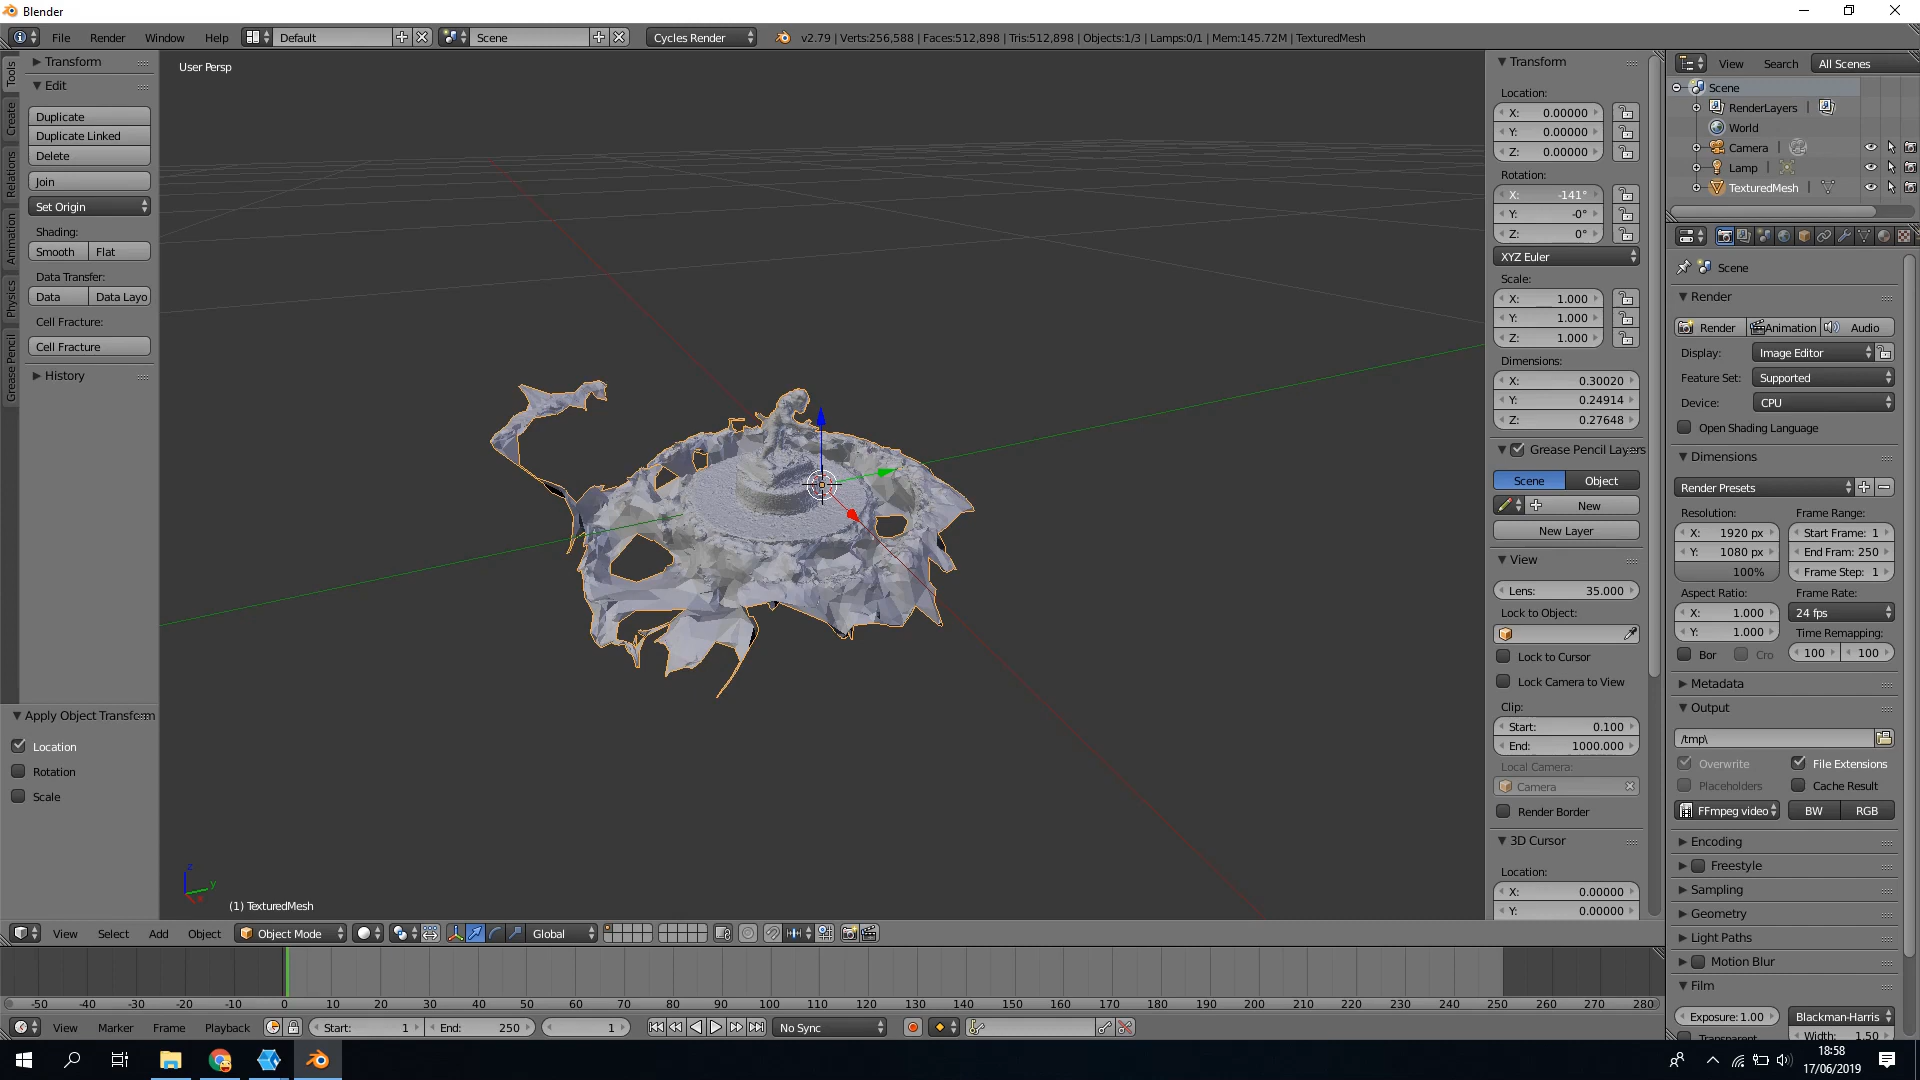 Blender
File Render Window Help Default Scene Cycles Render v2.79 | Verts:256,588 | Faces:512,898 | Tris:512,898 | Objects:1/3 | Lamps:0/1 | Mem:145.72M | TexturedMesh
Tools
Create
Relations
Animation
Physics
Grease Pencil
Transform
Edit
Duplicate
Duplicate Linked
Delete
Join
Set Origin
Shading:
Smooth Flat
Data Transfer:
Data Data Layo
Cell Fracture:
Cell Fracture
History
Apply Object Transform
Location
Rotation
Scale
User Persp
z
y
(1) TexturedMesh
Transform
Location:
X: 0.00000
Y: 0.00000
Z: 0.00000
Rotation:
X: -141°
Y: -0°
Z: 0°
XYZ Euler
Scale:
X: 1.000
Y: 1.000
Z: 1.000
Dimensions:
X: 0.30020
Y: 0.24914
Z: 0.27648
Grease Pencil Layers
Scene Object
New
New Layer
View
Lens: 35.000
Lock to Object:
Lock to Cursor
Lock Camera to View
Clip:
Start: 0.100
End: 1000.000
Local Camera:
Camera
Render Border
3D Cursor
Location:
X: 0.00000
Y: 0.00000
View Search All Scenes
Scene
RenderLayers
World
Camera
Lamp
TexturedMesh
Scene
Render
Render Animation Audio
Display: Image Editor
Feature Set: Supported
Device: CPU
Open Shading Language
Dimensions
Render Presets
Resolution: Frame Range:
X: 1920 px Start Frame: 1
Y: 1080 px End Fram: 250
100% Frame Step: 1
Aspect Ratio: Frame Rate:
X: 1.000 24 fps
Y: 1.000 Time Remapping:
Bor Cro 100 100
Metadata
Output
/tmp\
Overwrite File Extensions
Placeholders Cache Result
FFmpeg video BW RGB
Encoding
Freestyle
Sampling
Geometry
Light Paths
Motion Blur
Film
Exposure: 1.00 Blackman-Harris
Transparent Width: 1.50
View Select Add Object Object Mode Global
-50 -40 -30 -20 -10 0 10 20 30 40 50 60 70 80 90 100 110 120 130 140 150 160 170 180 190 200 210 220 230 240 250 260 270 280
View Marker Frame Playback Start: 1 End: 250 1 No Sync
18:58
17/06/2019